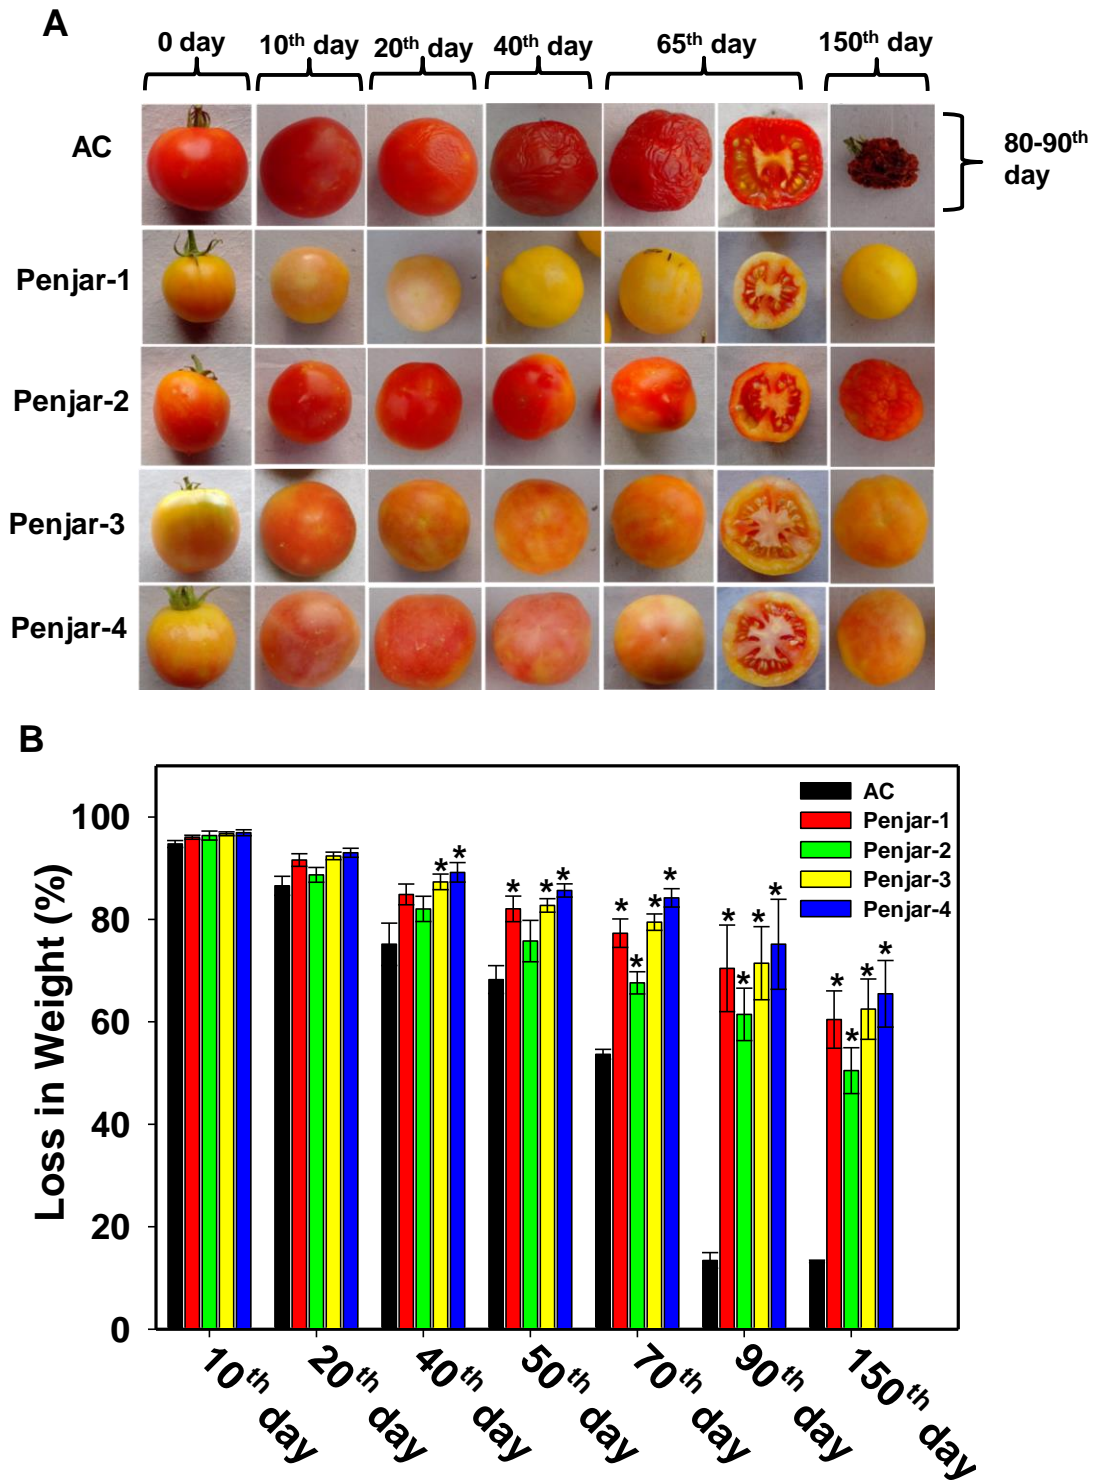 A
0 day 10th day 20th day 40th day 65th day 150th day
AC
80-90th
day
Penjar-1
Penjar-2
Penjar-3
Penjar-4
B
Loss in Weight (%)
100
80
60
40
20
0
AC
Penjar-1
Penjar-2
Penjar-3
Penjar-4
* *
* * *
* * * *
* * * *
* * * *
10th day 20th day 40th day 50th day 70th day 90th day 150th day